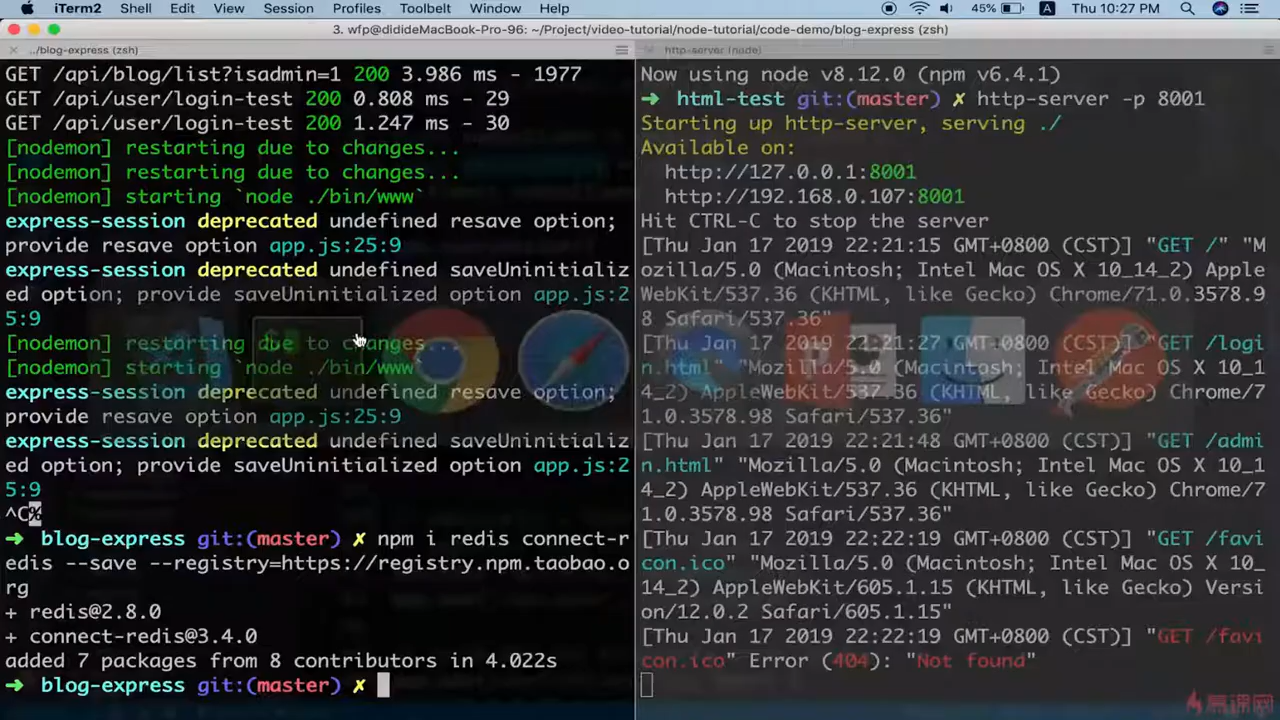 iTerm2 Shell Edit View Session Profiles Toolbelt Window Help 45% A Thu 10:27 PM
3. wfp@didideMacBook-Pro-96: ~/Project/video-tutorial/node-tutorial/code-demo/blog-express (zsh)
../blog-express (zsh)
GET /api/blog/list?isadmin=1 200 3.986 ms - 1977
GET /api/user/login-test 200 0.808 ms - 29
GET /api/user/login-test 200 1.247 ms - 30
[nodemon] restarting due to changes...
[nodemon] restarting due to changes...
[nodemon] starting `node ./bin/www`
express-session deprecated undefined resave option;
provide resave option app.js:25:9
express-session deprecated undefined saveUninitializ
ed option; provide saveUninitialized option app.js:2
5:9
[nodemon] restarting due to changes...
[nodemon] starting `node ./bin/www`
express-session deprecated undefined resave option;
provide resave option app.js:25:9
express-session deprecated undefined saveUninitializ
ed option; provide saveUninitialized option app.js:2
5:9
^C%
➜ blog-express git:(master) ✗ npm i redis connect-r
edis --save --registry=https://registry.npm.taobao.o
rg
+ redis@2.8.0
+ connect-redis@3.4.0
added 7 packages from 8 contributors in 4.022s
➜ blog-express git:(master) ✗
http-server (node)
Now using node v8.12.0 (npm v6.4.1)
➜ html-test git:(master) ✗ http-server -p 8001
Starting up http-server, serving ./
Available on:
http://127.0.0.1:8001
http://192.168.0.107:8001
Hit CTRL-C to stop the server
[Thu Jan 17 2019 22:21:15 GMT+0800 (CST)] "GET /" "M
ozilla/5.0 (Macintosh; Intel Mac OS X 10_14_2) Apple
WebKit/537.36 (KHTML, like Gecko) Chrome/71.0.3578.9
8 Safari/537.36"
[Thu Jan 17 2019 22:21:27 GMT+0800 (CST)] "GET /logi
n.html" "Mozilla/5.0 (Macintosh; Intel Mac OS X 10_1
4_2) AppleWebKit/537.36 (KHTML, like Gecko) Chrome/7
1.0.3578.98 Safari/537.36"
[Thu Jan 17 2019 22:21:48 GMT+0800 (CST)] "GET /admi
n.html" "Mozilla/5.0 (Macintosh; Intel Mac OS X 10_1
4_2) AppleWebKit/537.36 (KHTML, like Gecko) Chrome/7
1.0.3578.98 Safari/537.36"
[Thu Jan 17 2019 22:22:19 GMT+0800 (CST)] "GET /favi
con.ico" "Mozilla/5.0 (Macintosh; Intel Mac OS X 10_
14_2) AppleWebKit/605.1.15 (KHTML, like Gecko) Versi
on/12.0.2 Safari/605.1.15"
[Thu Jan 17 2019 22:22:19 GMT+0800 (CST)] "GET /favi
con.ico" Error (404): "Not found"
慕课网